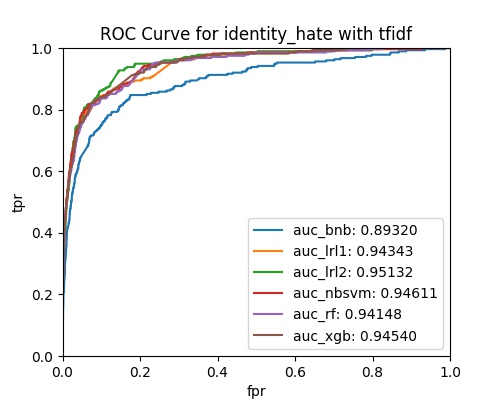 ROC Curve for identity_hate with tfidf
1.0
0.8
0.6
0.4
0.2
0.0
tpr
auc_bnb: 0.89320
auc_lrl1: 0.94343
auc_lrl2: 0.95132
auc_nbsvm: 0.94611
auc_rf: 0.94148
auc_xgb: 0.94540
0.0 0.2 0.4 0.6 0.8 1.0
fpr